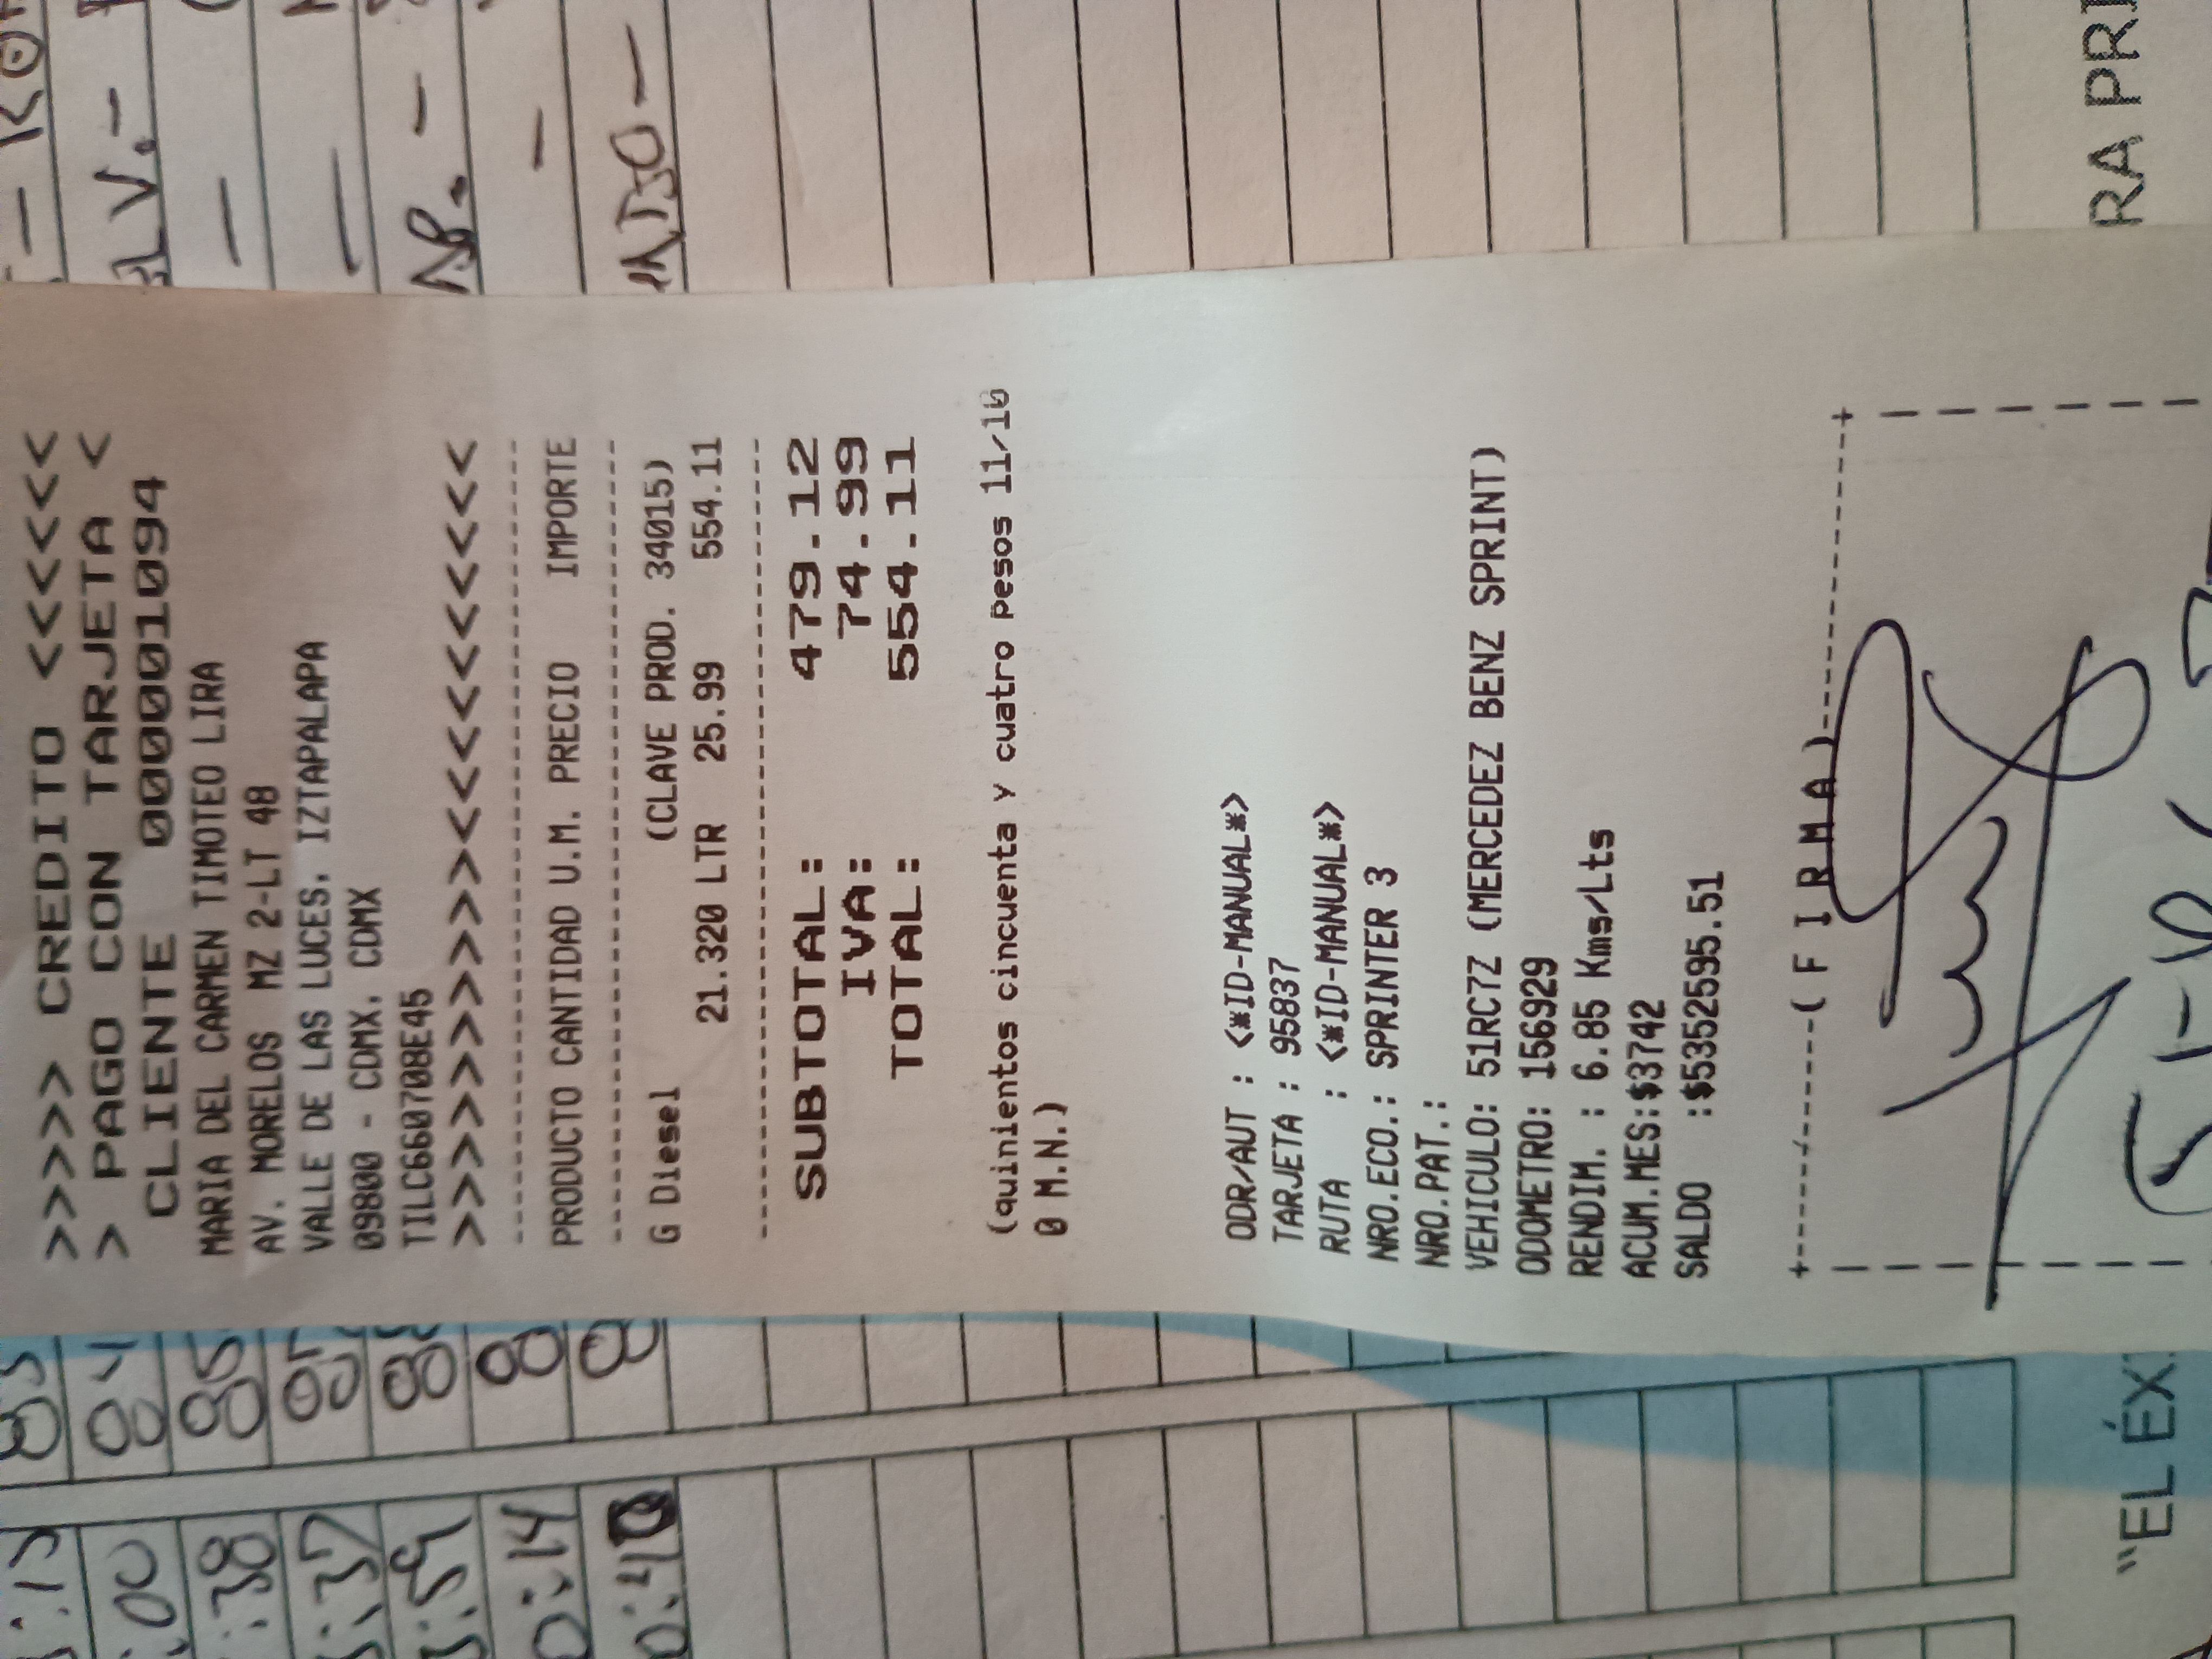 >>>>> CREDITO <<<<<<
> PAGO CON TARJETA <
CLIENTE 0000001094
MARIA DEL CARMEN TIMOTEO LIRA
AV. MORELOS MZ 2-LT 48
VALLE DE LAS LUCES, IZTAPALAPA
09800 - CDMX, CDMX
TILC660708E45
>>>>>>>>>><<<<<<<<<<
PRODUCTO CANTIDAD U.M. PRECIO IMPORTE
G Diesel (CLAVE PROD. 34015)
21.320 LTR 25.99 554.11
SUBTOTAL: 479.12
IVA: 74.99
TOTAL: 554.11
(quinientos cincuenta y cuatro Pesos 11/10
0 M.N.)
ODR/AUT : <*ID-MANUAL*>
TARJETA : 95837
RUTA : <*ID-MANUAL*>
NRO.ECO.: SPRINTER 3
NRO.PAT.:
VEHICULO: 51RC7Z (MERCEDEZ BENZ SPRINT)
ODOMETRO: 156929
RENDIM. : 6.85 Kms/Lts
ACUM.MES:$3742
SALDO :$5352595.51
( F I R M A )
"EL ÉX
RA PRI